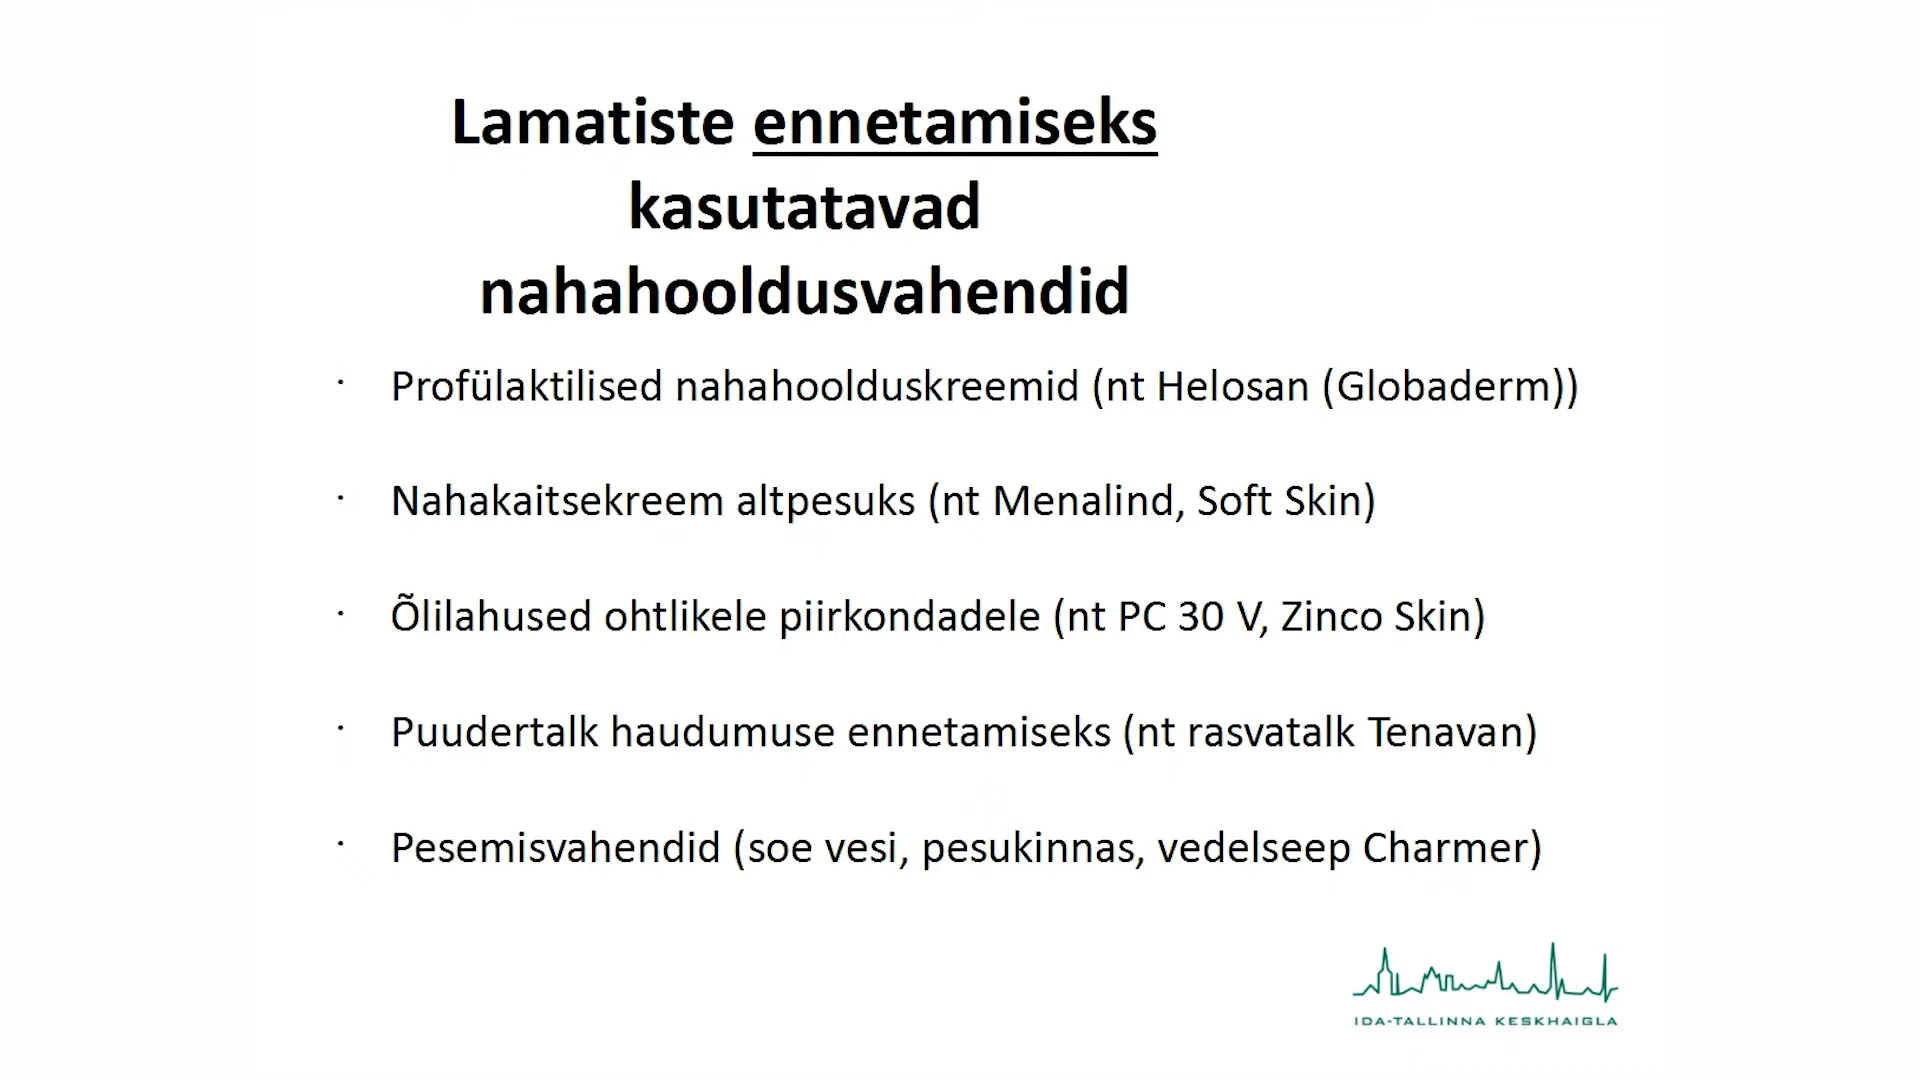 Lamatiste ennetamiseks
kasutatavad
nahahooldusvahendid
· Profülaktilised nahahoolduskreemid (nt Helosan (Globaderm))
· Nahakaitsekreem altpesuks (nt Menalind, Soft Skin)
· Õlilahused ohtlikele piirkondadele (nt PC 30 V, Zinco Skin)
· Puudertalk haudumuse ennetamiseks (nt rasvatalk Tenavan)
· Pesemisvahendid (soe vesi, pesukinnas, vedelseep Charmer)
IDA-TALLINNA KESKHAIGLA